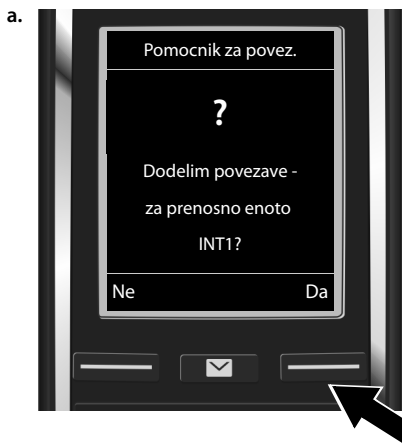 a.
Pomocnik za povez.
?
Dodelim povezave -
za prenosno enoto
INT1?
Ne Da